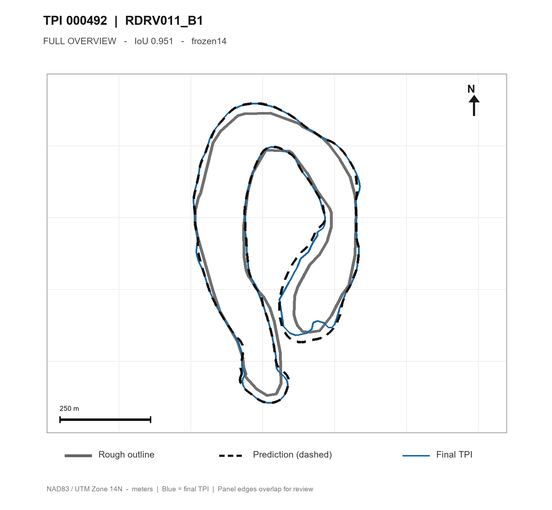 TPI 000492 | RDRV011_B1
FULL OVERVIEW - IoU 0.951 - frozen14
N
250 m
Rough outline
Prediction (dashed)
Final TPI
NAD83 / UTM Zone 14N - meters | Blue = final TPI | Panel edges overlap for review